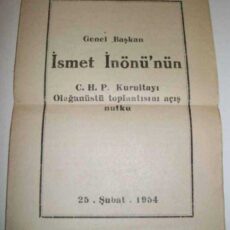 Genel Başkan
İsmet İnönü'nün
C. H. P. Kurultayı
Olağanüstü toplantısını açış
nutku
25 . Şubat . 1954